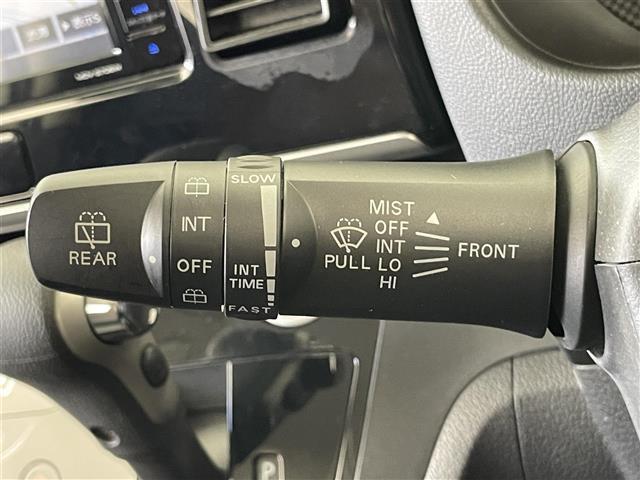 REAR
INT
OFF
SLOW
INT
TIME
FAST
PULL
MIST
OFF
INT
LO
HI
FRONT
P